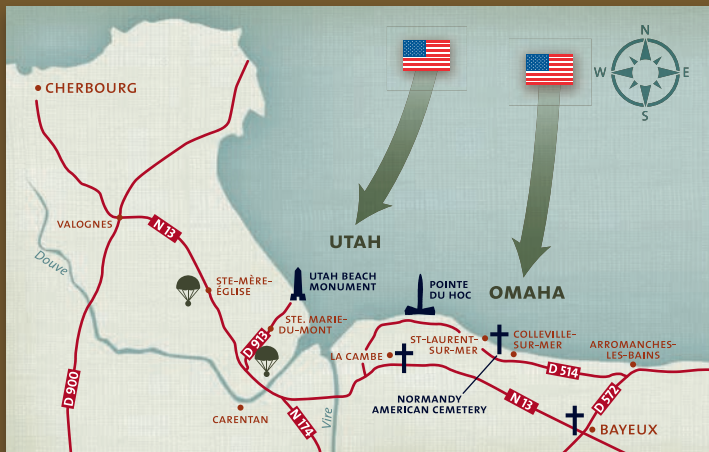 N
W
E
S
CHERBOURG
VALOGNES
N 13
Douve
UTAH
STE-MÈRE-
ÉGLISE
UTAH BEACH
MONUMENT
POINTE
DU HOC
OMAHA
STE. MARIE-
DU-MONT
D 913
LA CAMBE
ST-LAURENT-
SUR-MER
COLLEVILLE-
SUR-MER
ARROMANCHES-
LES-BAINS
D 514
D 900
CARENTAN
N 174
Vire
NORMANDY
AMERICAN CEMETERY
N 13
D 572
BAYEUX